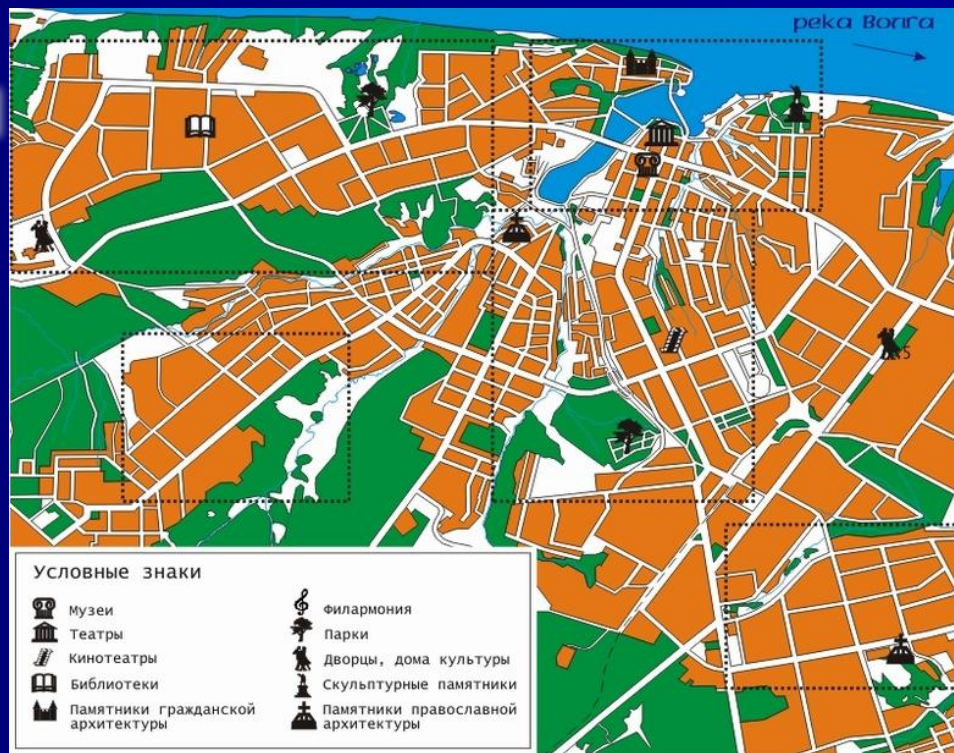 река Волга
Условные знаки
Музеи
Театры
Кинотеатры
Библиотеки
Памятники гражданской
архитектуры
Филармония
Парки
Дворцы, дома культуры
Скульптурные памятники
Памятники православной
архитектуры